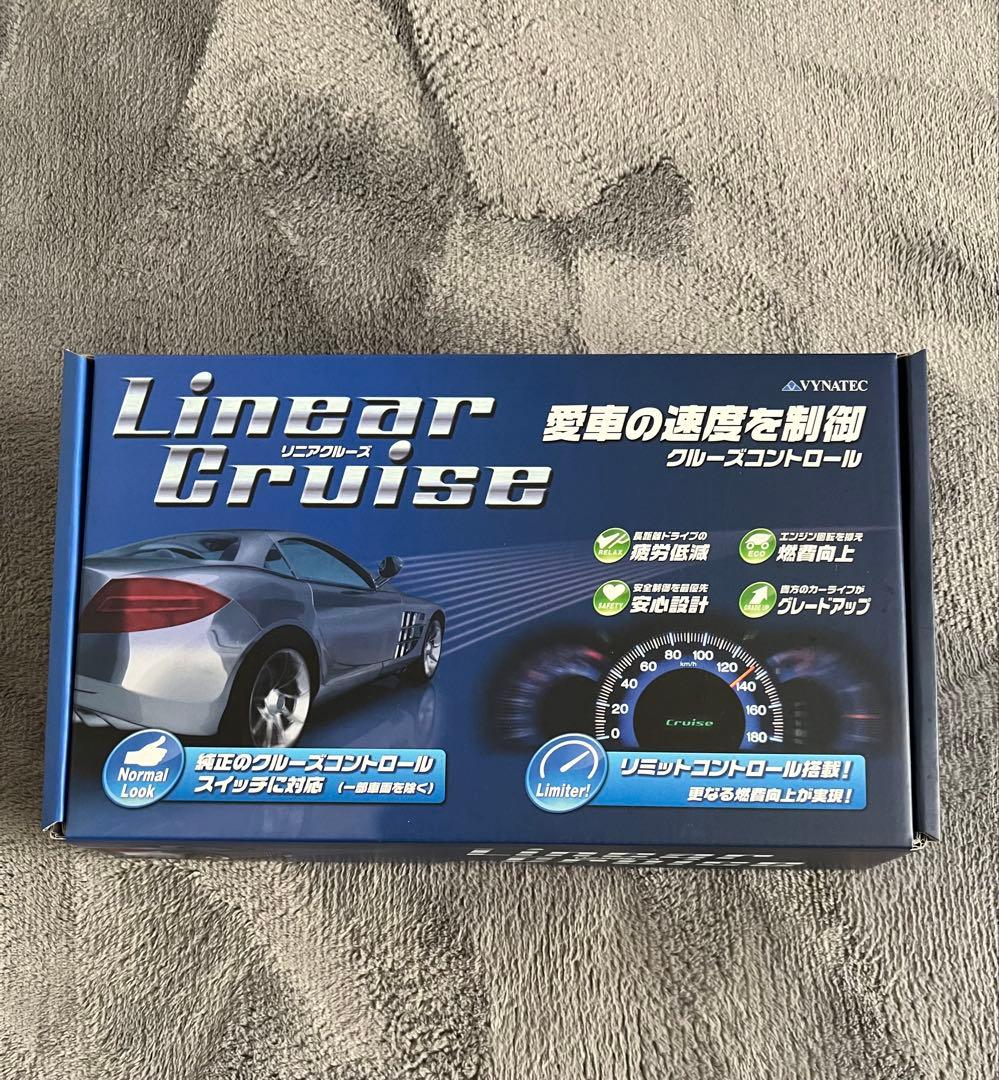 Linear
リニアクルーズ
Cruise
VYNATEC
愛車の速度を制御
クルーズコントロール
RELAX
長距離ドライブの
疲労低減
ECO
エンジン回転を抑え
燃費向上
SAFETY
安全制御を最優先
安心設計
GRADE UP
貴方のカーライフが
グレードアップ
0
20
40
60
80
100
120
140
160
180
km/h
Cruise
Normal
Look
純正のクルーズコントロール
スイッチに対応 (一部車両を除く)
Limiter!
リミットコントロール搭載!
更なる燃費向上が実現!